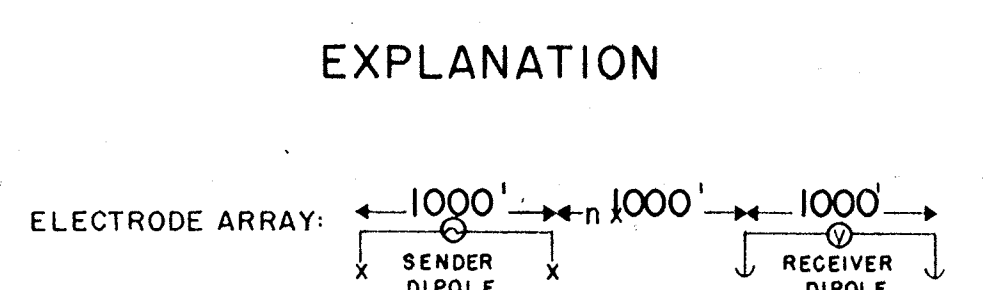 EXPLANATION
ELECTRODE ARRAY: 1000' n x 1000' 1000'
X SENDER X V RECEIVER
DIPOLE DIPOLE